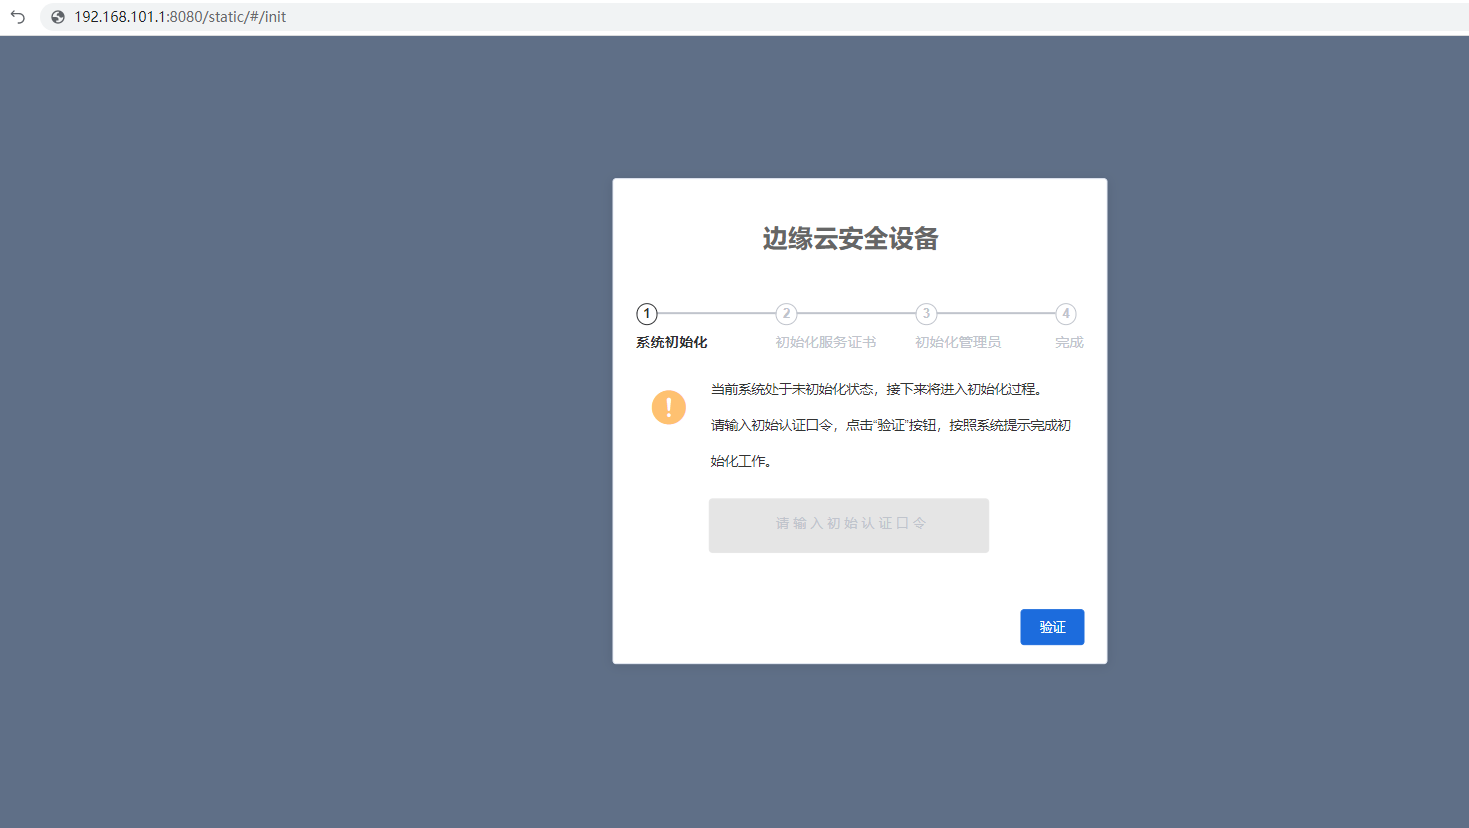 192.168.101.1:8080/static/#/init
边缘云安全设备
1 2 3 4
系统初始化 初始化服务证书 初始化管理员 完成
当前系统处于未初始化状态，接下来将进入初始化过程。
请输入初始认证口令，点击“验证”按钮，按照系统提示完成初
始化工作。
请输入初始认证口令
验证